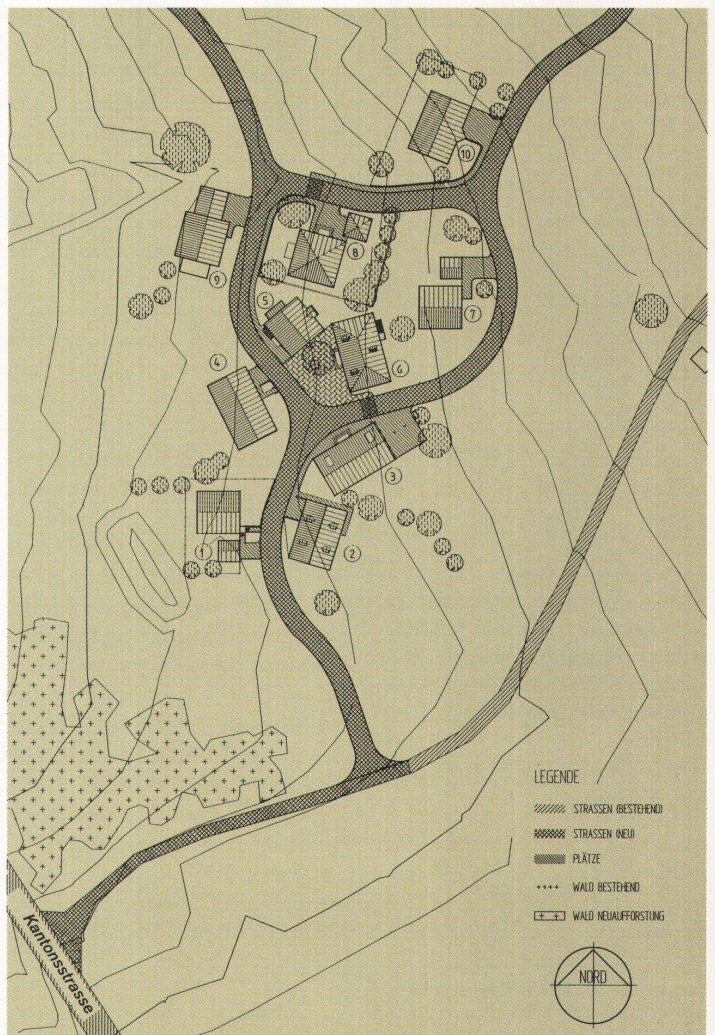 10
9
8
7
5
6
4
3
1
2
LEGENDE
STRASSEN (BESTEHEND)
STRASSEN (NEU)
PLÄTZE
WALD BESTEHEND
WALD NEUAUFFORSTUNG
NORD
Kantonsstrasse